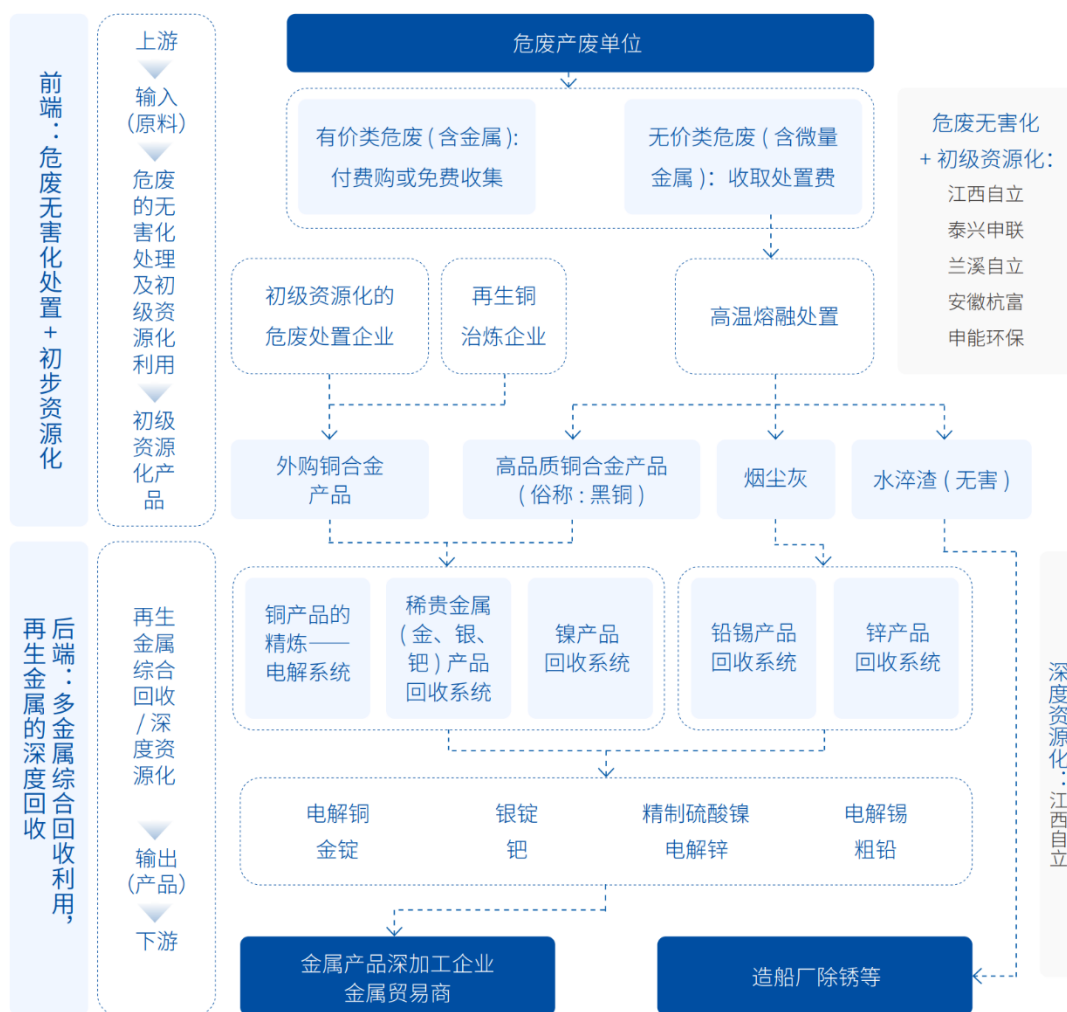 前端：危废无害化处置+初步资源化
上游
输入
（原料）
危废
的无
害化
处理
及初
级资
源化
利用
初级
资源
化产
品
危废产废单位
有价类危废（含金属）：
付费购或免费收集
无价类危废（含微量
金属）：收取处置费
危废无害化
+初级资源化：
江西自立
泰兴申联
兰溪自立
安徽杭富
申能环保
初级资源化的
危废处置企业
再生铜
冶炼企业
高温熔融处置
外购铜合金
产品
高品质铜合金产品
（俗称：黑铜）
烟尘灰
水淬渣（无害）
后端：多金属综合回收利用，
再生金属的深度回收
再生
金属
综合
回收
/深
度资
源化
输出
（产品）
下游
铜产品的
精炼——
电解系统
稀贵金属
（金、银、
钯）产品
回收系统
镍产品
回收系统
铅锡产品
回收系统
锌产品
回收系统
深度资源化：江西自立
电解铜
银锭
精制硫酸镍
电解锡
金锭
钯
电解锌
粗铅
金属产品深加工企业
金属贸易商
造船厂除锈等